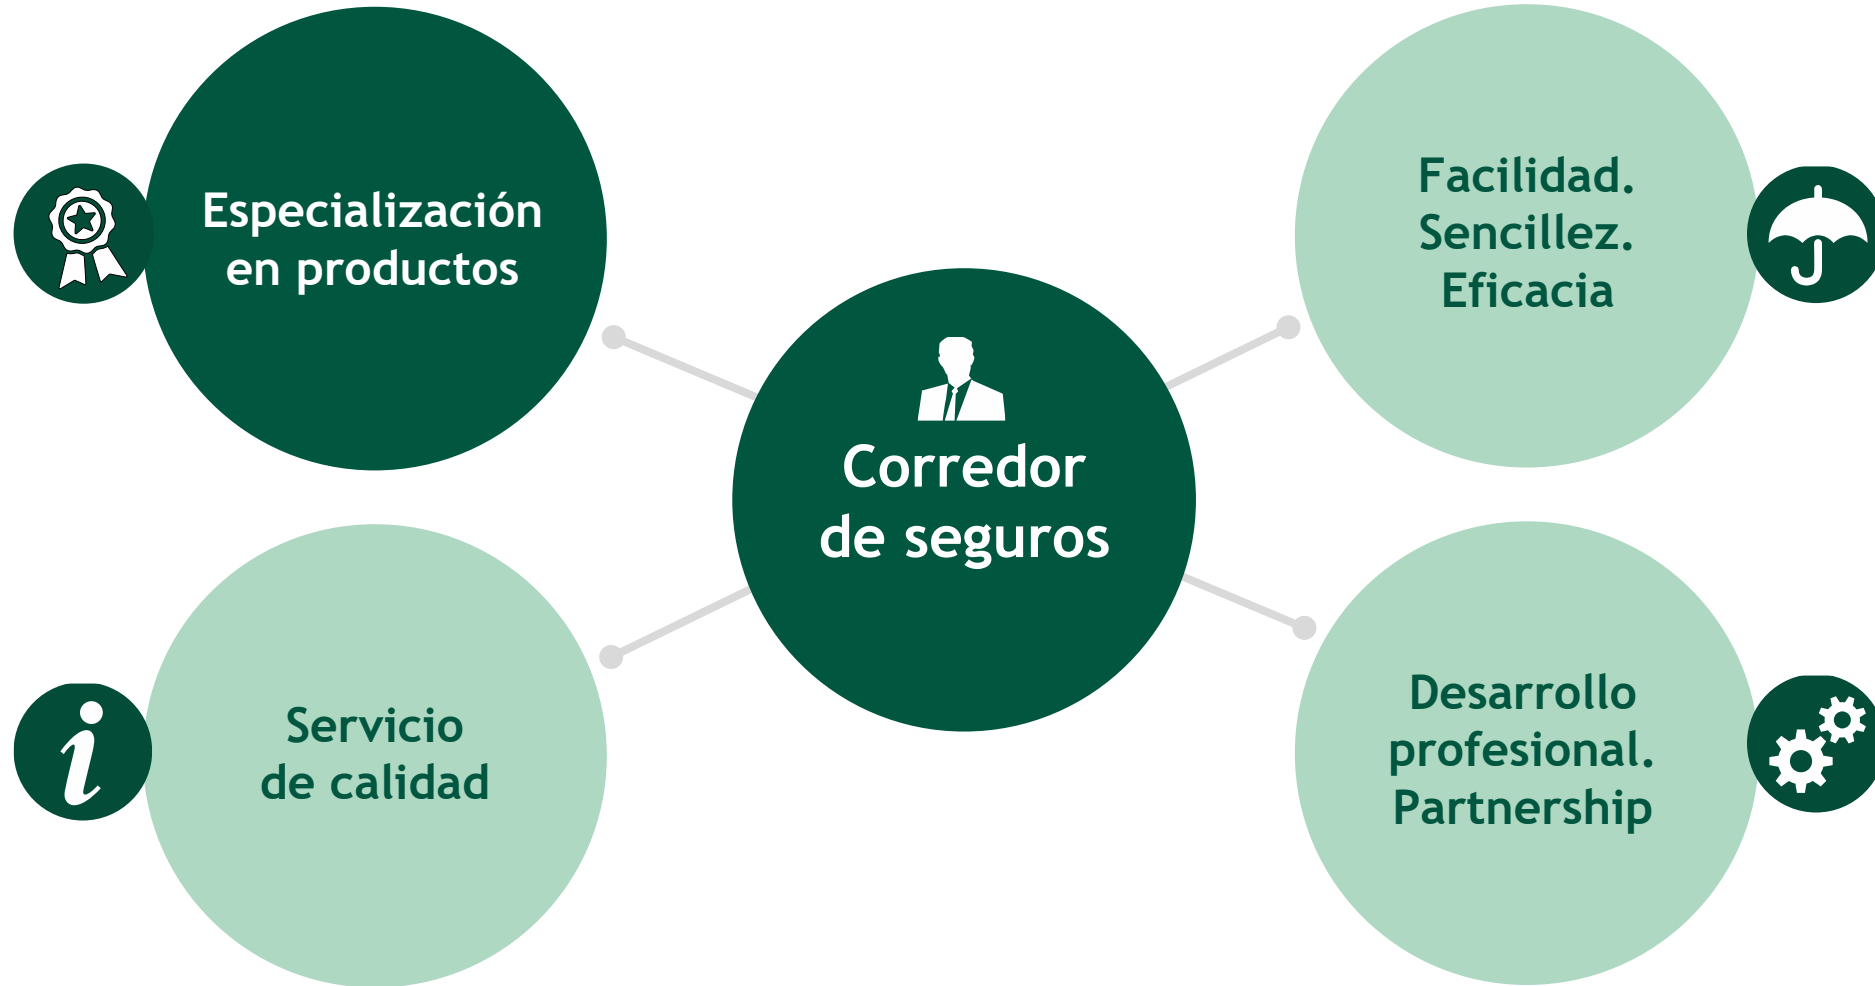 Especialización
en productos
Facilidad.
Sencillez.
Eficacia
Corredor
de seguros
Servicio
de calidad
Desarrollo
profesional.
Partnership